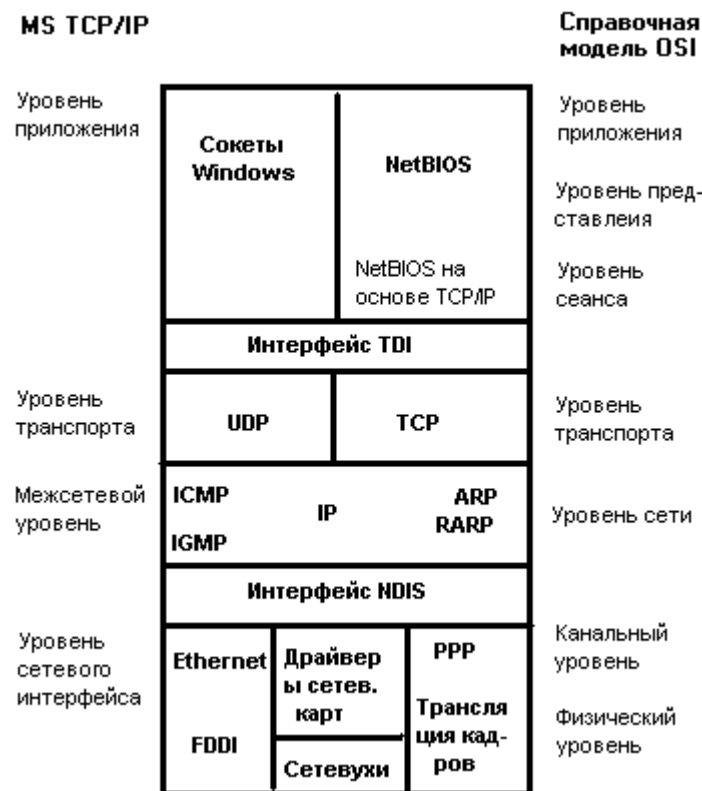 MS TCP/IP
Справочная
модель OSI
Уровень
приложения
Сокеты
Windows
NetBIOS
NetBIOS на
основе TCP/IP
Уровень
приложения
Уровень пред-
ставлеия
Уровень
сеанса
Интерфейс TDI
Уровень
транспорта
UDP
TCP
Уровень
транспорта
Межсетевой
уровень
ICMP
IGMP
IP
ARP
RARP
Уровень сети
Интерфейс NDIS
Уровень
сетевого
интерфейса
Ethernet
FDDI
Драйвер
ы сетев.
карт
Сетевухи
PPP
Трансля
ция кад-
ров
Канальный
уровень
Физический
уровень